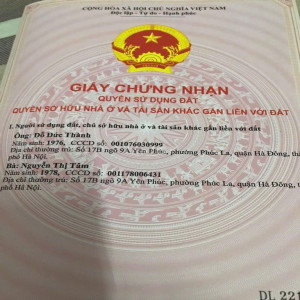 CỘNG HÒA XÃ HỘI CHỦ NGHĨA VIỆT NAM
Độc lập - Tự do - Hạnh phúc
GIẤY CHỨNG NHẬN
QUYỀN SỬ DỤNG ĐẤT
QUYỀN SỞ HỮU NHÀ Ở VÀ TÀI SẢN KHÁC GẮN LIỀN VỚI ĐẤT
I. Người sử dụng đất, chủ sở hữu nhà ở và tài sản khác gắn liền với đất
Ông: Đỗ Đức Thành
Năm sinh: 1976, CCCD số: 001076030999
Địa chỉ thường trú: Số 17B ngõ 9A Yên Phúc, phường Phúc La, quận Hà Đông, thành
phố Hà Nội.
Bà: Nguyễn Thị Tâm
Năm sinh: 1978, CCCD số: 001178006431
Địa chỉ thường trú: Số 17B ngõ 9A Yên Phúc, phường Phúc La, quận Hà Đông, th
phố Hà Nội.
DL 221